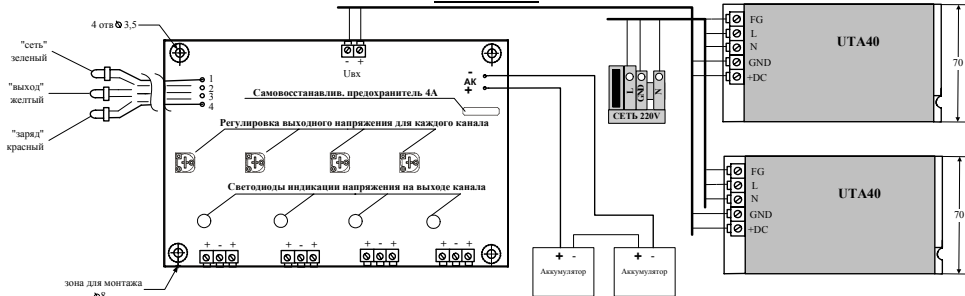 4 отв ⌀ 3,5
"сеть"
зеленый
"выход"
желтый
"заряд"
красный
1
2
3
4
- +
Uвх
-
АК
+
Самовосстанавлив. предохранитель 4А
Регулировка выходного напряжения для каждого канала
Светодиоды индикации напряжения на выходе канала
+ - +
+ - +
+ - +
+ - +
зона для монтажа
⌀8
L
GND
N
СЕТЬ 220V
+ -
Аккумулятор
+ -
Аккумулятор
FG
L
N
GND
+DC
UTA40
70
FG
L
N
GND
+DC
UTA40
70